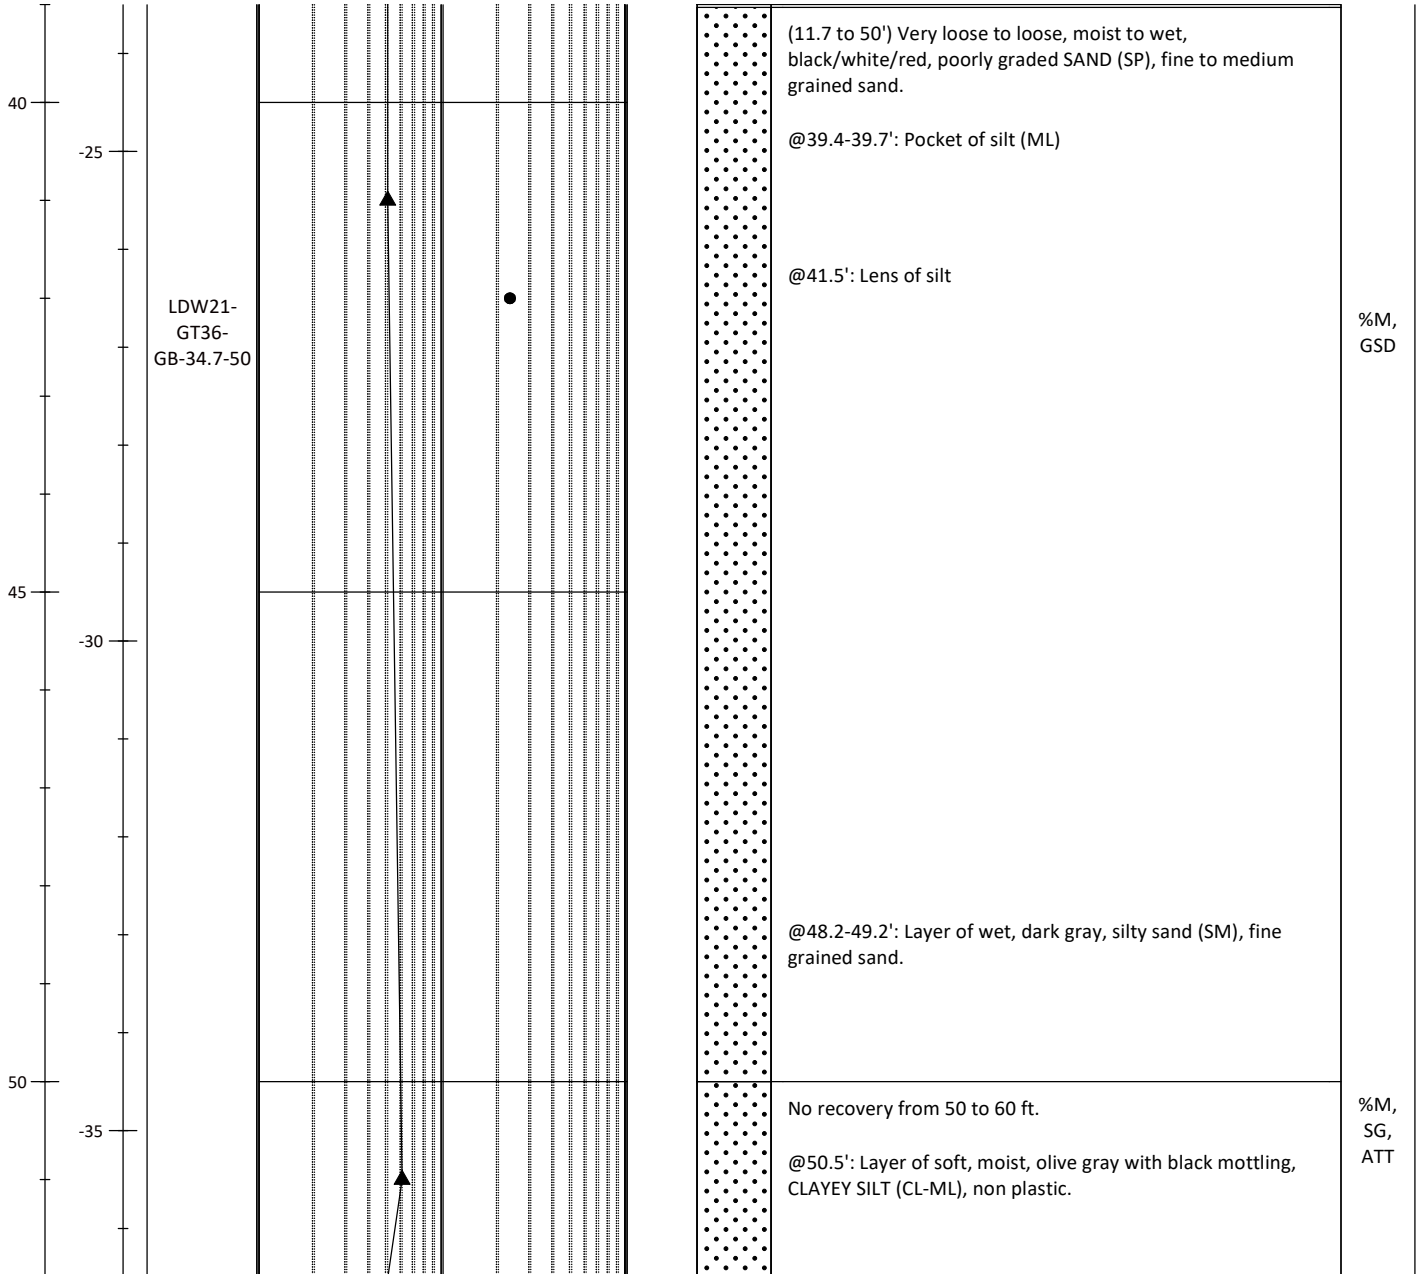 (11.7 to 50') Very loose to loose, moist to wet,
black/white/red, poorly graded SAND (SP), fine to medium
grained sand.
40
@39.4-39.7': Pocket of silt (ML)
-25
@41.5': Lens of silt
LDW21-
GT36-
GB-34.7-50
%M,
GSD
45
-30
@48.2-49.2': Layer of wet, dark gray, silty sand (SM), fine
grained sand.
50
No recovery from 50 to 60 ft.
-35
@50.5': Layer of soft, moist, olive gray with black mottling,
CLAYEY SILT (CL-ML), non plastic.
%M,
SG,
ATT